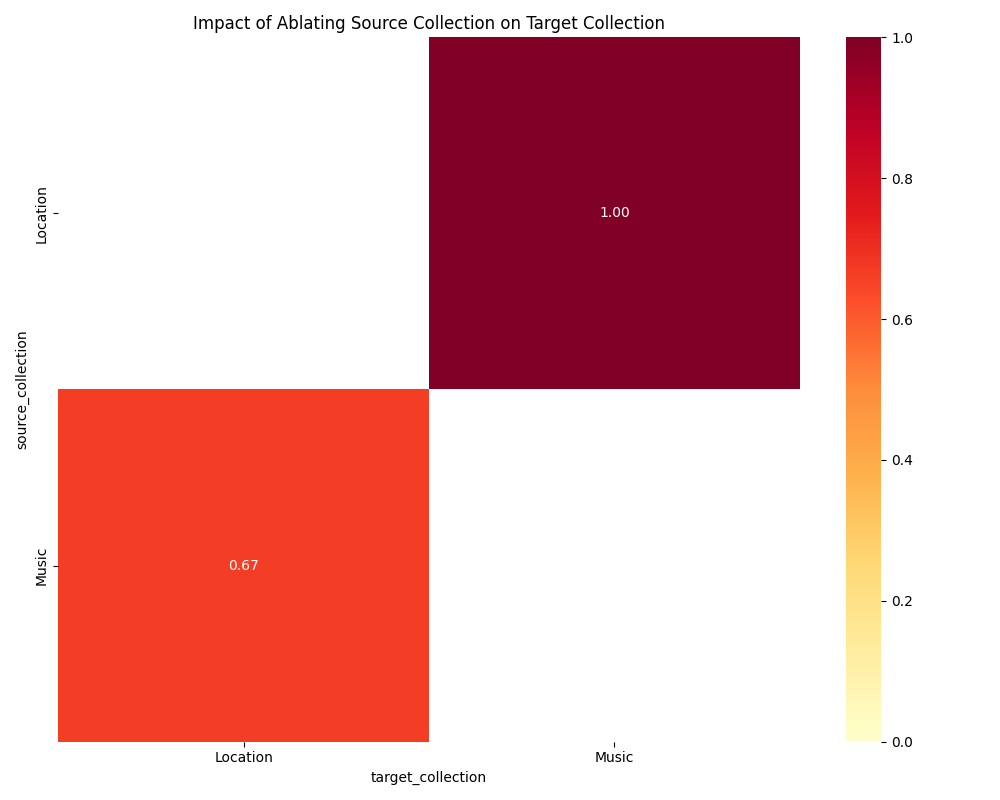 Impact of Ablating Source Collection on Target Collection
1.0
Location
1.00
0.8
0.6
source_collection
0.4
Music
0.67
0.2
0.0
Location
Music
target_collection